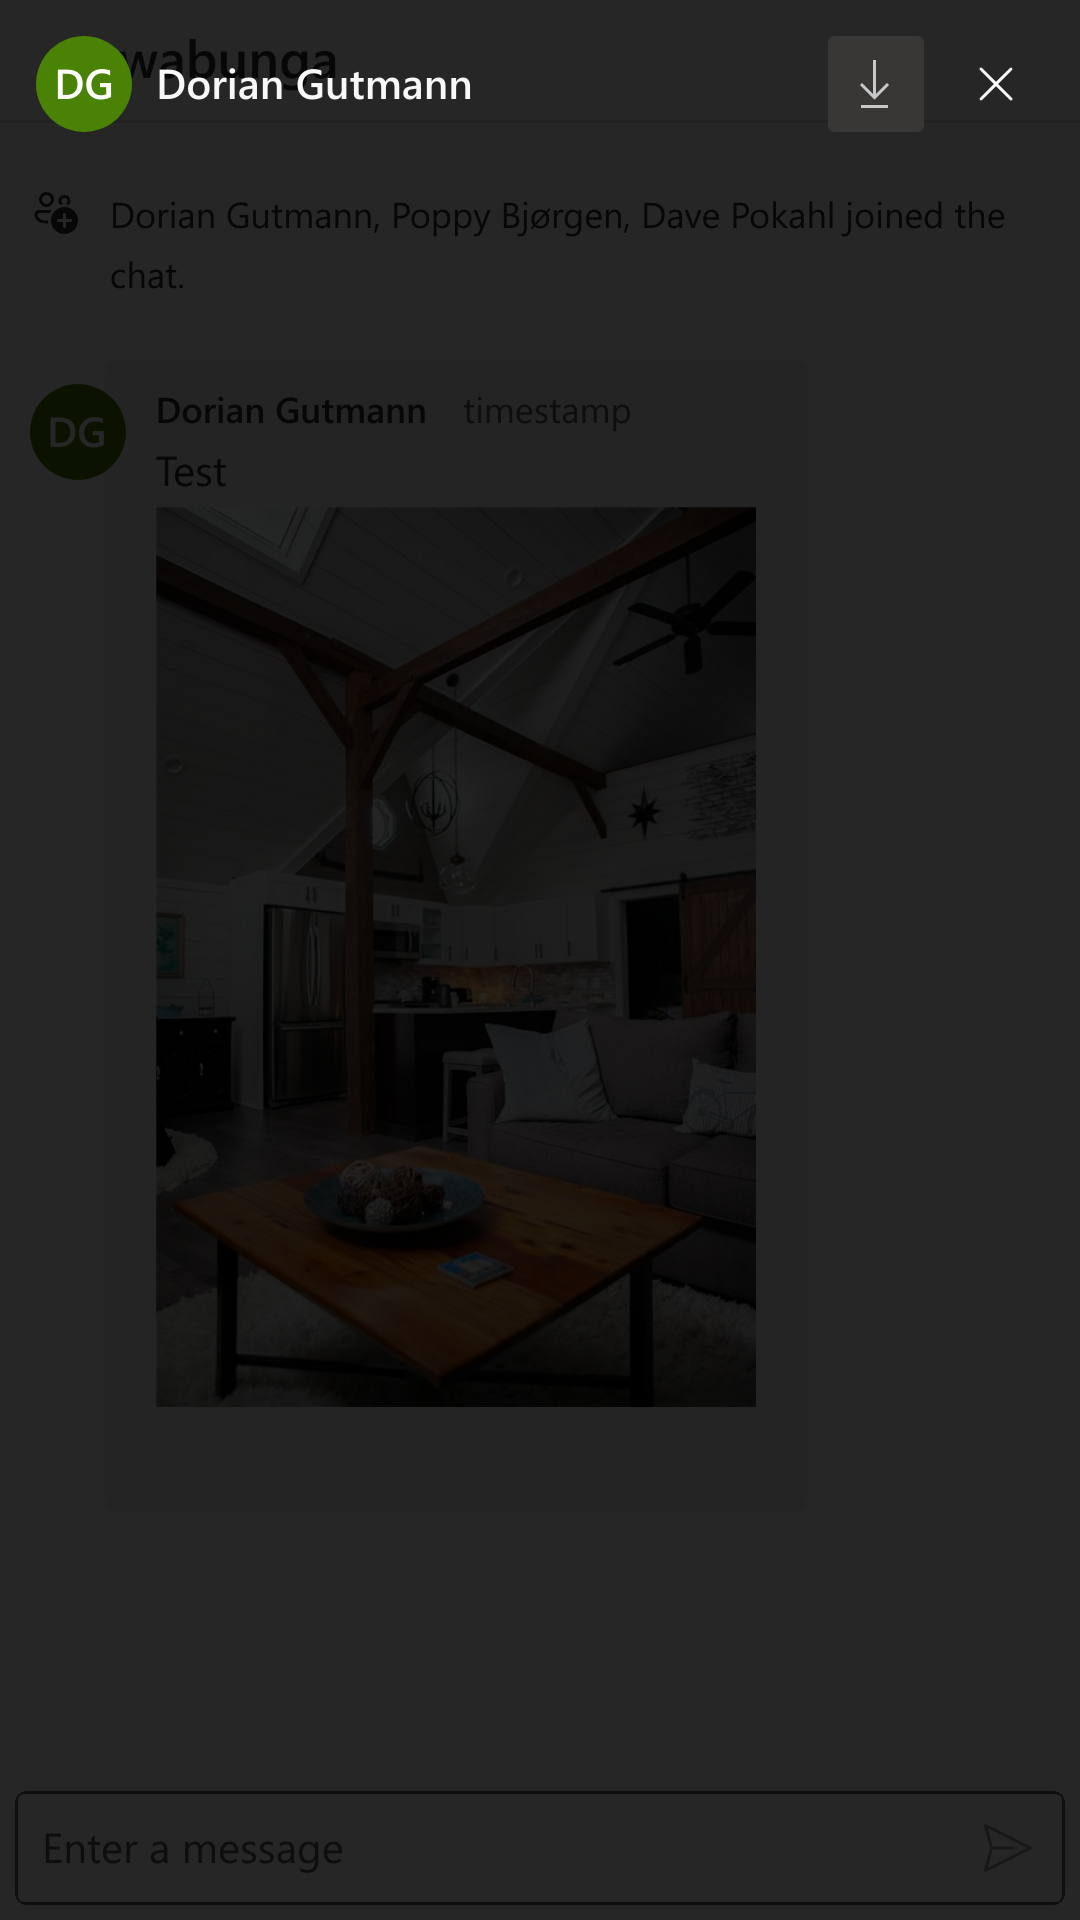 wabunga
DG Dorian Gutmann
Dorian Gutmann, Poppy Bjørgen, Dave Pokahl joined the
chat.
DG Dorian Gutmann timestamp
Test
Enter a message